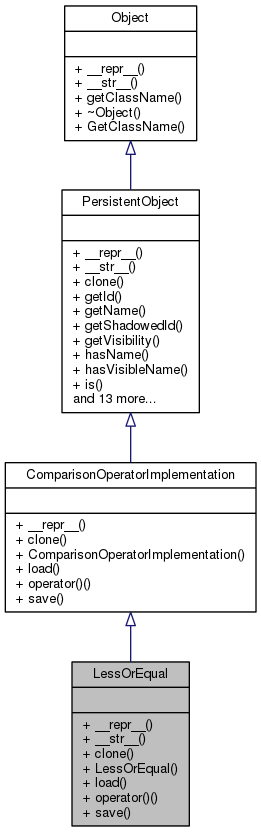 Object
+ __repr__()
+ __str__()
+ getClassName()
+ ~Object()
+ GetClassName()
PersistentObject
+ __repr__()
+ __str__()
+ clone()
+ getId()
+ getName()
+ getShadowedId()
+ getVisibility()
+ hasName()
+ hasVisibleName()
+ is()
and 13 more...
ComparisonOperatorImplementation
+ __repr__()
+ clone()
+ ComparisonOperatorImplementation()
+ load()
+ operator()()
+ save()
LessOrEqual
+ __repr__()
+ __str__()
+ clone()
+ LessOrEqual()
+ load()
+ operator()()
+ save()